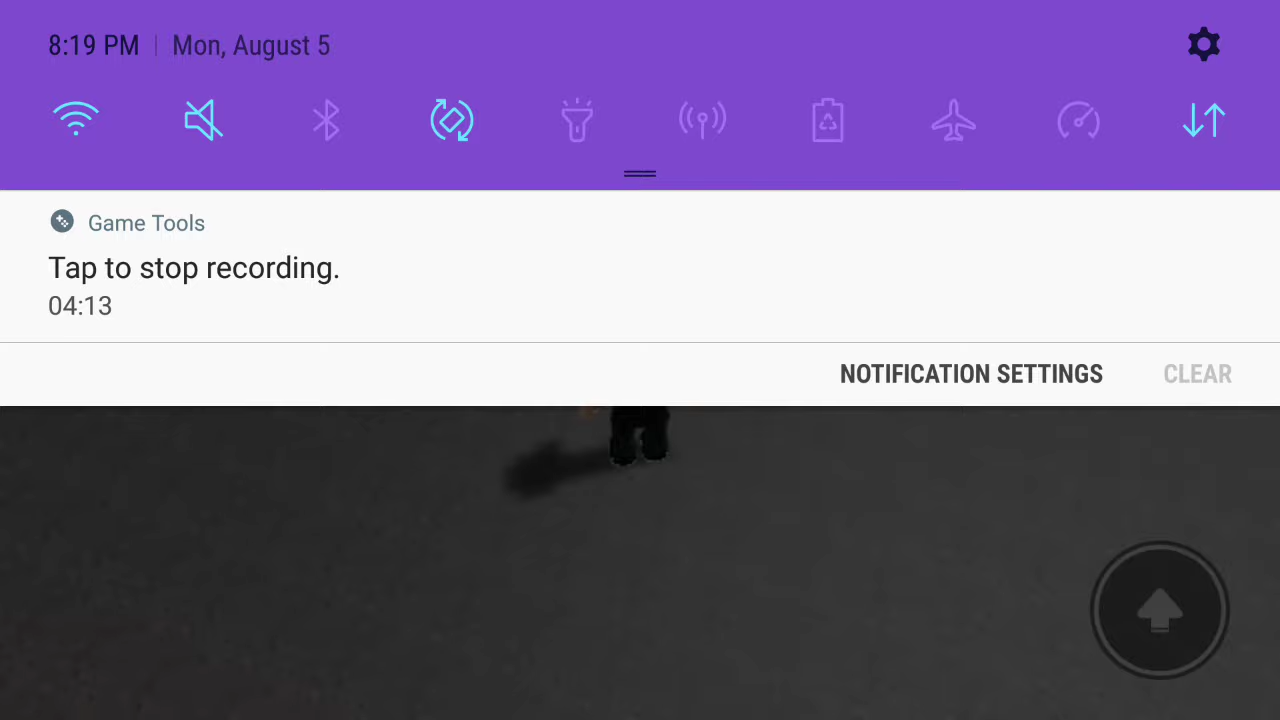 8:19 PM | Mon, August 5
Game Tools
Tap to stop recording.
04:13
NOTIFICATION SETTINGS CLEAR